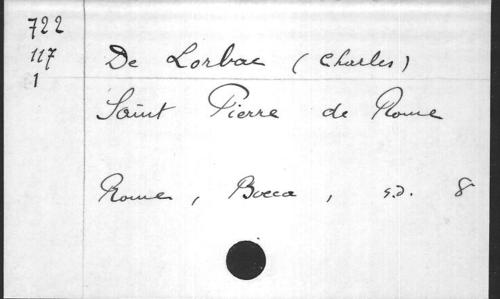 722
117
1
De Lorbac (Charles)
Saint Pierre de Rome
Rome, Bocca, s.d. 8